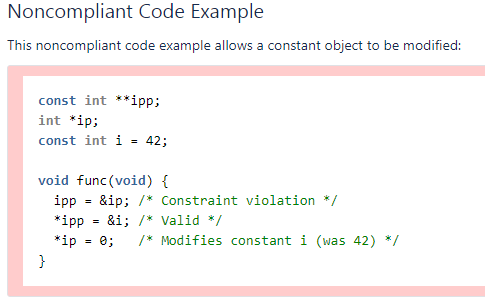 Noncompliant Code Example
This noncompliant code example allows a constant object to be modified:
const int **ipp;
int *ip;
const int i = 42;
void func(void) {
  ipp = &ip; /* Constraint violation */
  *ipp = &i; /* Valid */
  *ip = 0;   /* Modifies constant i (was 42) */
}